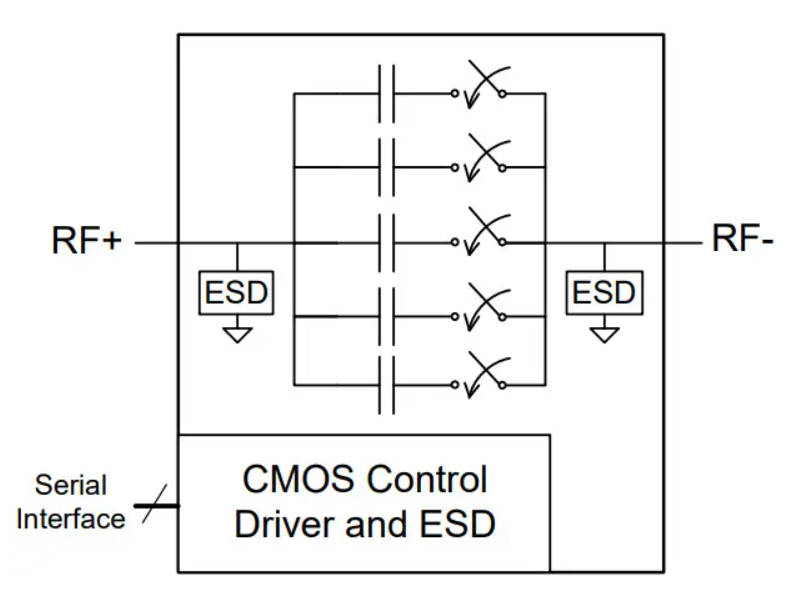 RF+
RF-
ESD
ESD
CMOS Control
Driver and ESD
Serial
Interface